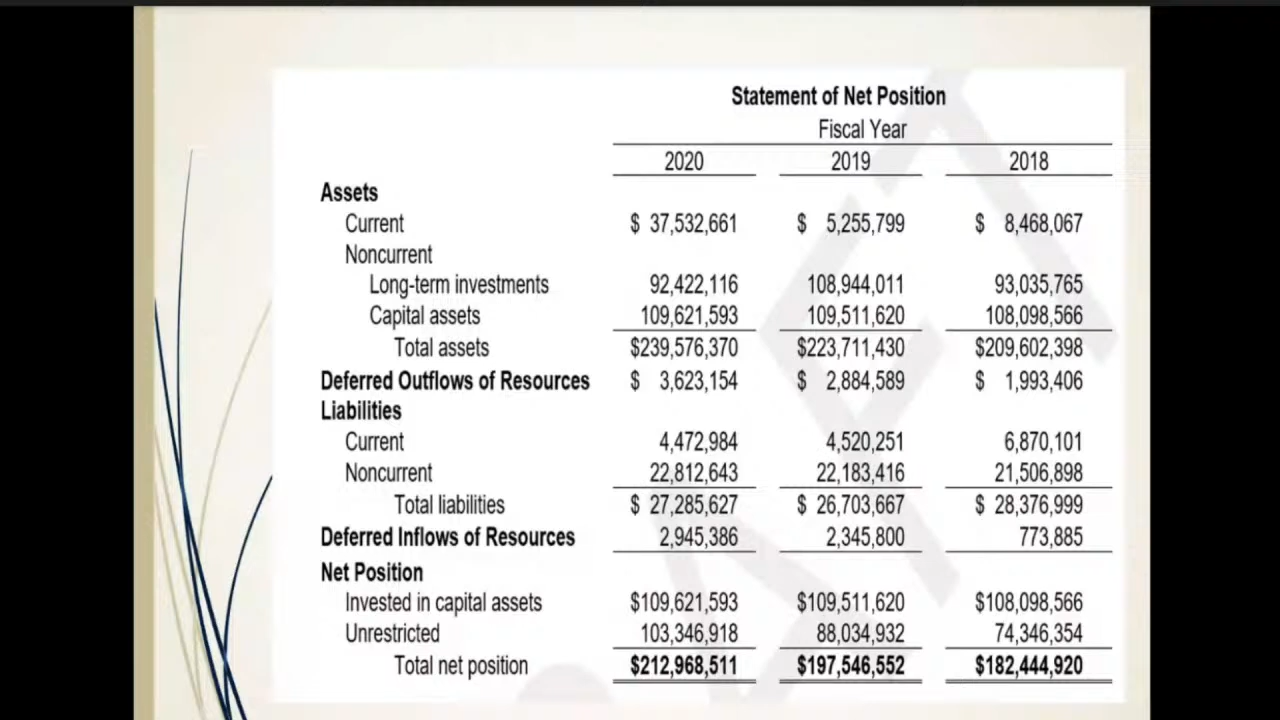 Statement of Net Position
Fiscal Year
2020 2019 2018
Assets
Current $ 37,532,661 $ 5,255,799 $ 8,468,067
Noncurrent
Long-term investments 92,422,116 108,944,011 93,035,765
Capital assets 109,621,593 109,511,620 108,098,566
Total assets $239,576,370 $223,711,430 $209,602,398
Deferred Outflows of Resources $ 3,623,154 $ 2,884,589 $ 1,993,406
Liabilities
Current 4,472,984 4,520,251 6,870,101
Noncurrent 22,812,643 22,183,416 21,506,898
Total liabilities $ 27,285,627 $ 26,703,667 $ 28,376,999
Deferred Inflows of Resources 2,945,386 2,345,800 773,885
Net Position
Invested in capital assets $109,621,593 $109,511,620 $108,098,566
Unrestricted 103,346,918 88,034,932 74,346,354
Total net position $212,968,511 $197,546,552 $182,444,920